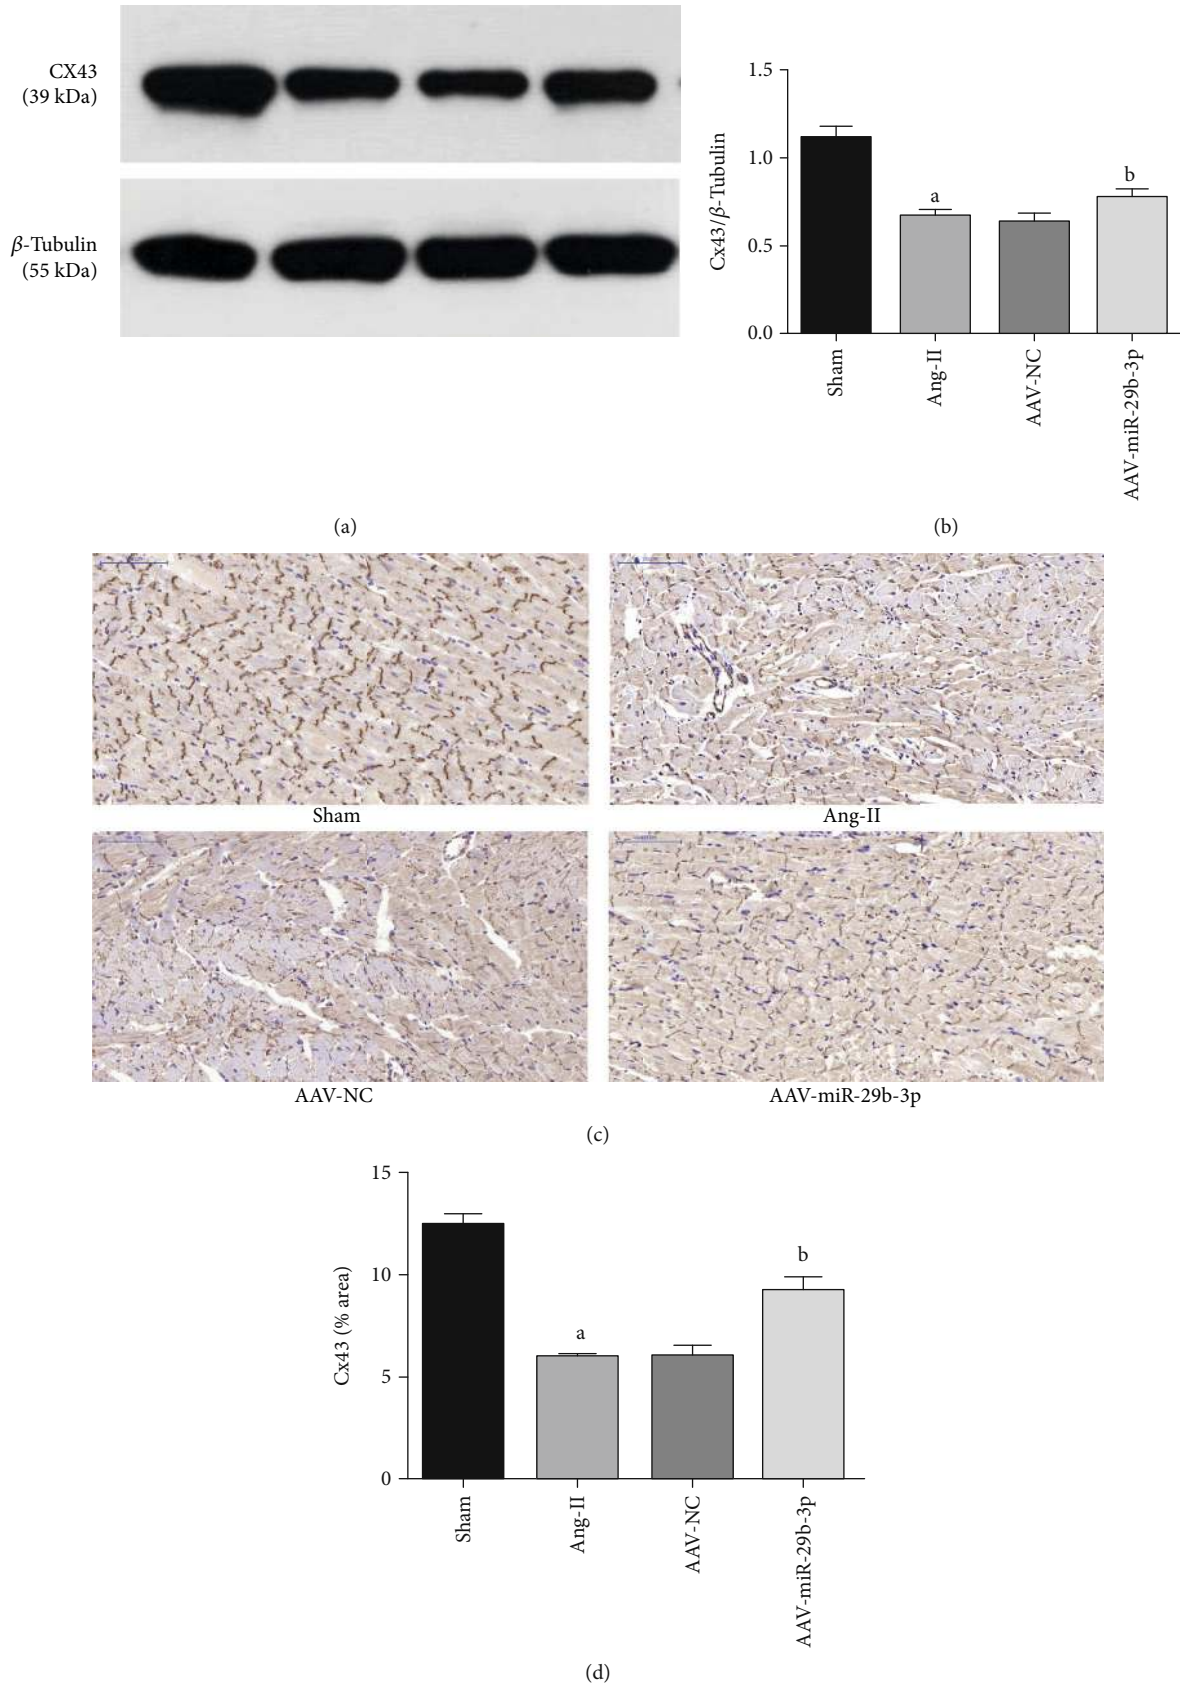 CX43
(39 kDa)
β-Tubulin
(55 kDa)
(a)
Cx43/β-Tubulin
1.5
1.0
0.5
0.0
a
b
Sham
Ang-II
AAV-NC
AAV-miR-29b-3p
(b)
Sham
Ang-II
AAV-NC
AAV-miR-29b-3p
(c)
Cx43 (% area)
15
10
5
0
a
b
Sham
Ang-II
AAV-NC
AAV-miR-29b-3p
(d)